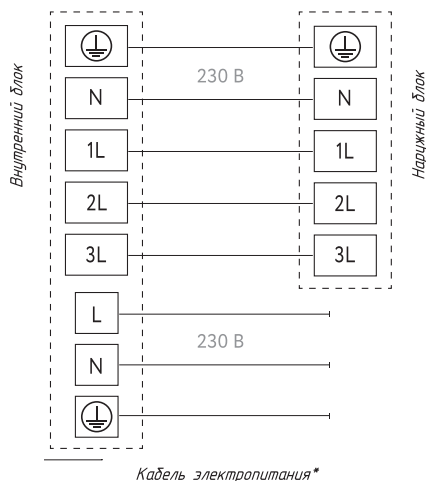 Внутренний блок
Наружный блок
230 В
N N
1L 1L
2L 2L
3L 3L
L
230 В
N
Кабель электропитания*